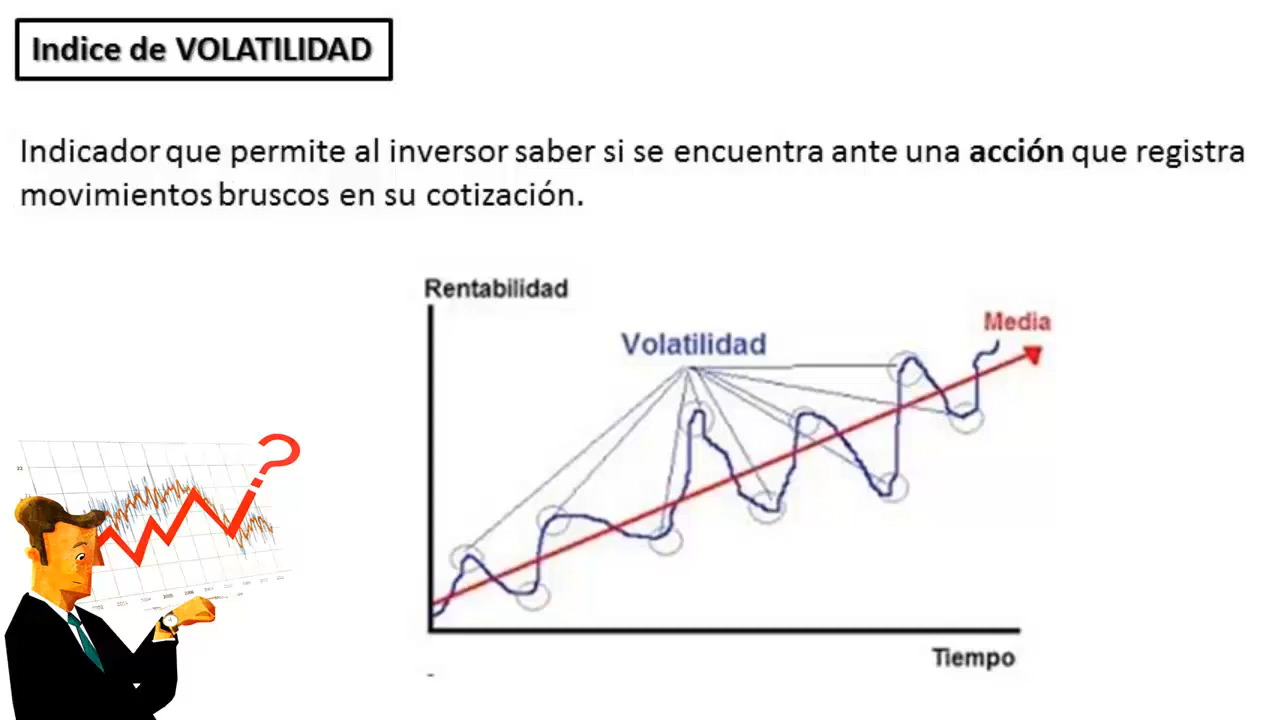 Indice de VOLATILIDAD
Indicador que permite al inversor saber si se encuentra ante una acción que registra
movimientos bruscos en su cotización.
Rentabilidad
Media
Volatilidad
Tiempo